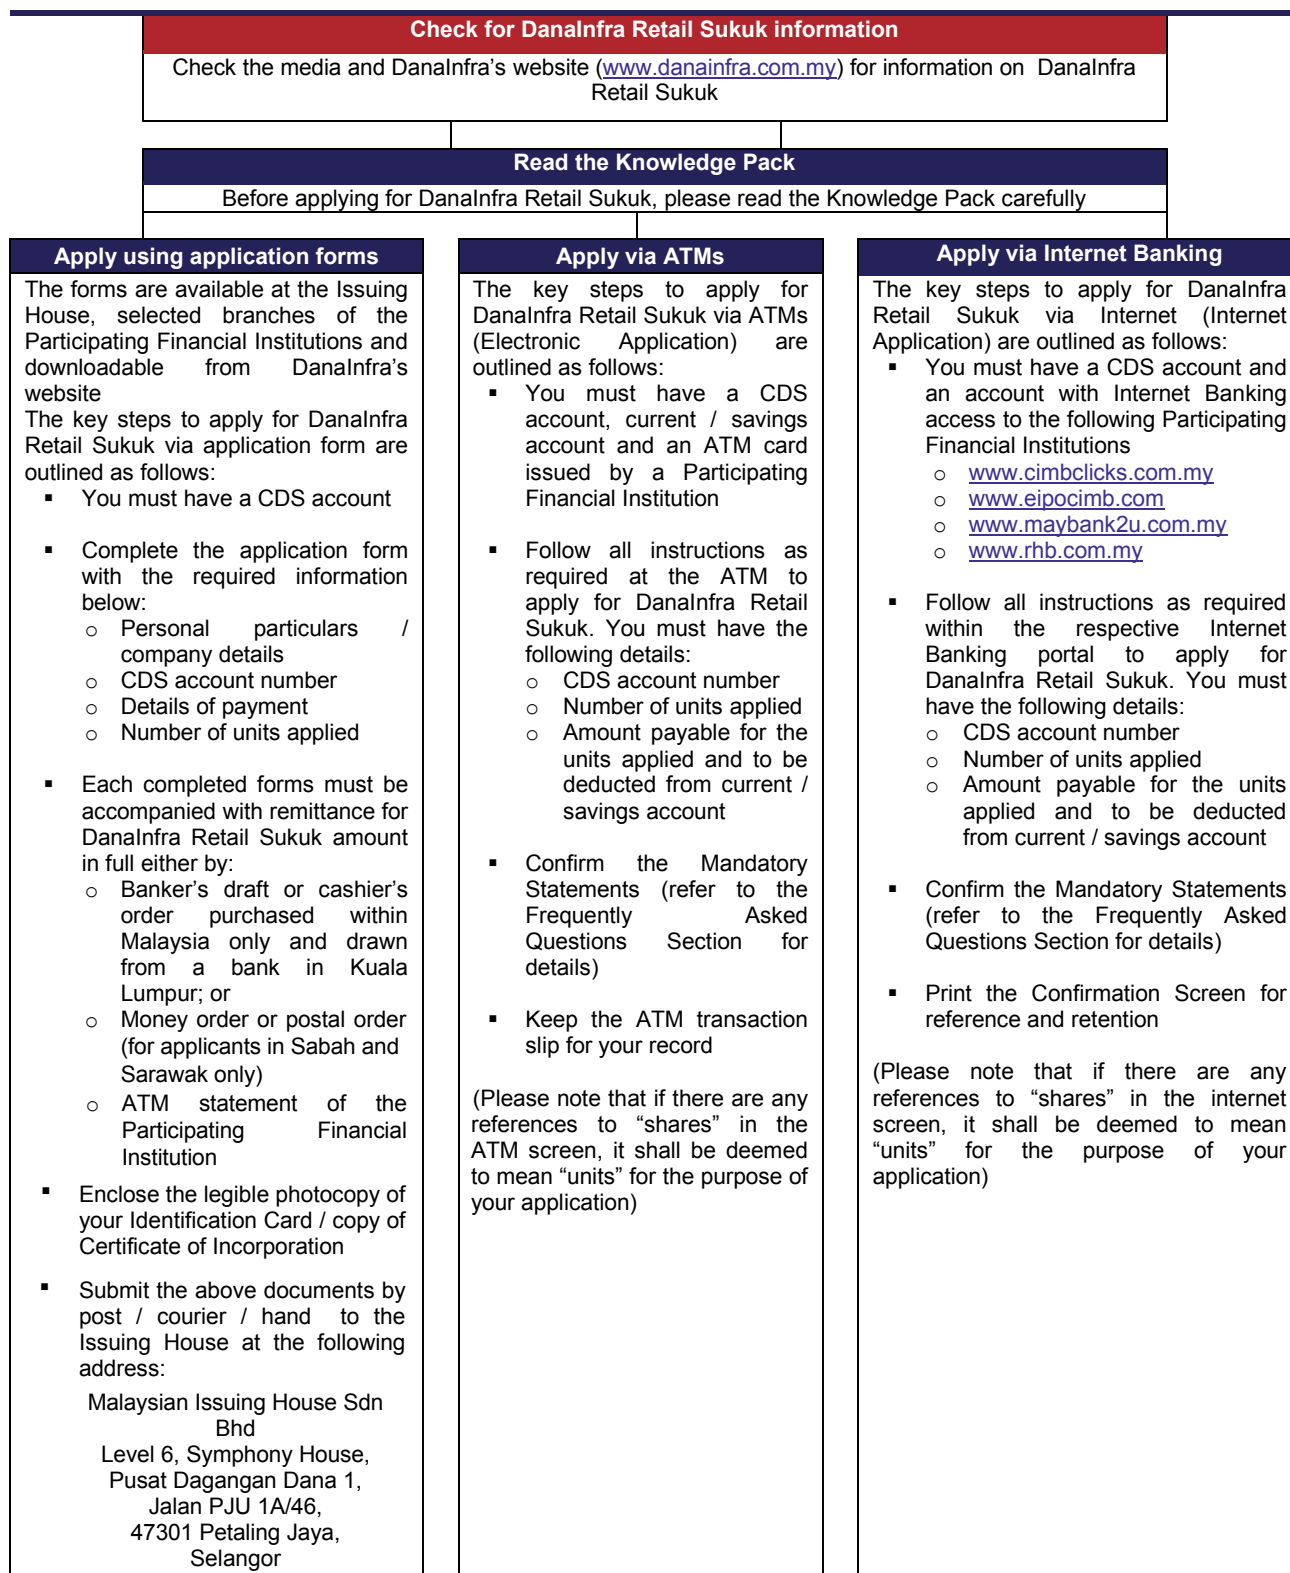 Check for DanaInfra Retail Sukuk information
Check the media and DanaInfra’s website (www.danainfra.com.my) for information on DanaInfra
Retail Sukuk
Read the Knowledge Pack
Before applying for DanaInfra Retail Sukuk, please read the Knowledge Pack carefully
Apply using application forms
The forms are available at the Issuing
House, selected branches of the
Participating Financial Institutions and
downloadable from DanaInfra’s
website
The key steps to apply for DanaInfra
Retail Sukuk via application form are
outlined as follows:
▪ You must have a CDS account
▪ Complete the application form
with the required information
below:
o Personal particulars /
company details
o CDS account number
o Details of payment
o Number of units applied
▪ Each completed forms must be
accompanied with remittance for
DanaInfra Retail Sukuk amount
in full either by:
o Banker’s draft or cashier’s
order purchased within
Malaysia only and drawn
from a bank in Kuala
Lumpur; or
o Money order or postal order
(for applicants in Sabah and
Sarawak only)
o ATM statement of the
Participating Financial
Institution
▪ Enclose the legible photocopy of
your Identification Card / copy of
Certificate of Incorporation
▪ Submit the above documents by
post / courier / hand to the
Issuing House at the following
address:
Malaysian Issuing House Sdn
Bhd
Level 6, Symphony House,
Pusat Dagangan Dana 1,
Jalan PJU 1A/46,
47301 Petaling Jaya,
Selangor
Apply via ATMs
The key steps to apply for
DanaInfra Retail Sukuk via ATMs
(Electronic Application) are
outlined as follows:
▪ You must have a CDS
account, current / savings
account and an ATM card
issued by a Participating
Financial Institution
▪ Follow all instructions as
required at the ATM to
apply for DanaInfra Retail
Sukuk. You must have the
following details:
o CDS account number
o Number of units applied
o Amount payable for the
units applied and to be
deducted from current /
savings account
▪ Confirm the Mandatory
Statements (refer to the
Frequently Asked
Questions Section for
details)
▪ Keep the ATM transaction
slip for your record
(Please note that if there are any
references to “shares” in the
ATM screen, it shall be deemed
to mean “units” for the purpose of
your application)
Apply via Internet Banking
The key steps to apply for DanaInfra
Retail Sukuk via Internet (Internet
Application) are outlined as follows:
▪ You must have a CDS account and
an account with Internet Banking
access to the following Participating
Financial Institutions
o www.cimbclicks.com.my
o www.eipocimb.com
o www.maybank2u.com.my
o www.rhb.com.my
▪ Follow all instructions as required
within the respective Internet
Banking portal to apply for
DanaInfra Retail Sukuk. You must
have the following details:
o CDS account number
o Number of units applied
o Amount payable for the units
applied and to be deducted
from current / savings account
▪ Confirm the Mandatory Statements
(refer to the Frequently Asked
Questions Section for details)
▪ Print the Confirmation Screen for
reference and retention
(Please note that if there are any
references to “shares” in the internet
screen, it shall be deemed to mean
“units” for the purpose of your
application)